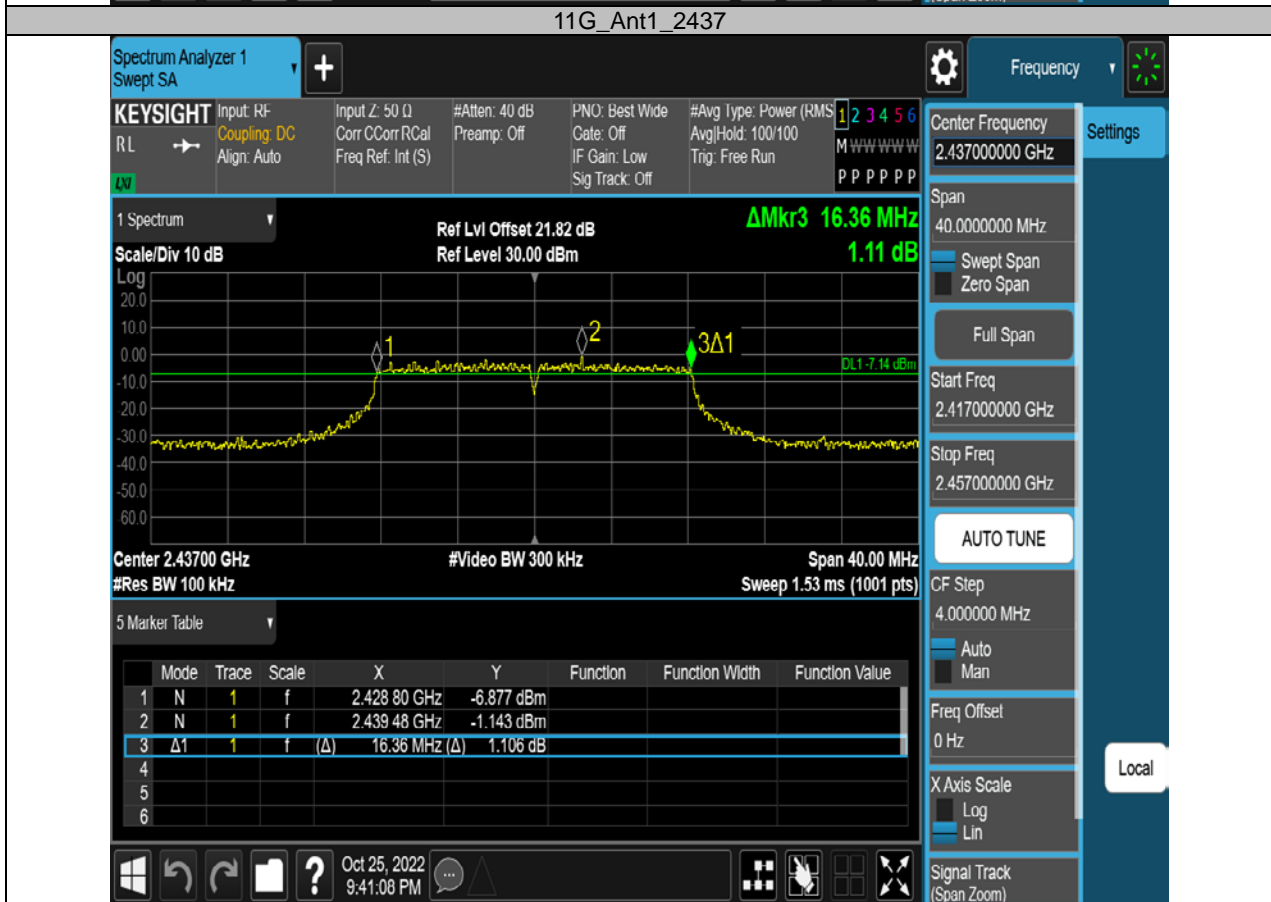 (Span Zoom)
11G_Ant1_2437
Spectrum Analyzer 1
Swept SA
+
Frequency
KEYSIGHT
RL
LXI
Input: RF
Coupling: DC
Align: Auto
Input Z: 50 Ω
Corr CCorr RCal
Freq Ref: Int (S)
#Atten: 40 dB
Preamp: Off
PNO: Best Wide
Gate: Off
IF Gain: Low
Sig Track: Off
#Avg Type: Power (RMS
Avg|Hold: 100/100
Trig: Free Run
1 2 3 4 5 6
M W W W W W
P P P P P P
Center Frequency
2.437000000 GHz
Settings
Span
40.0000000 MHz
Swept Span
Zero Span
Full Span
Start Freq
2.417000000 GHz
Stop Freq
2.457000000 GHz
AUTO TUNE
CF Step
4.000000 MHz
Auto
Man
Freq Offset
0 Hz
X Axis Scale
Log
Lin
Signal Track
(Span Zoom)
Local
1 Spectrum
Scale/Div 10 dB
Ref Lvl Offset 21.82 dB
Ref Level 30.00 dBm
ΔMkr3 16.36 MHz
1.11 dB
Log
20.0
10.0
0.00
-10.0
20.0
-30.0
-40.0
-50.0
60.0
1
2
3Δ1
DL1 -7.14 dBm
Center 2.43700 GHz
#Res BW 100 kHz
#Video BW 300 kHz
Span 40.00 MHz
Sweep 1.53 ms (1001 pts)
5 Marker Table
Mode Trace Scale X Y Function Function Width Function Value
1 N 1 f 2.428 80 GHz -6.877 dBm
2 N 1 f 2.439 48 GHz -1.143 dBm
3 Δ1 1 f (Δ) 16.36 MHz (Δ) 1.106 dB
4
5
6
?
Oct 25, 2022
9:41:08 PM